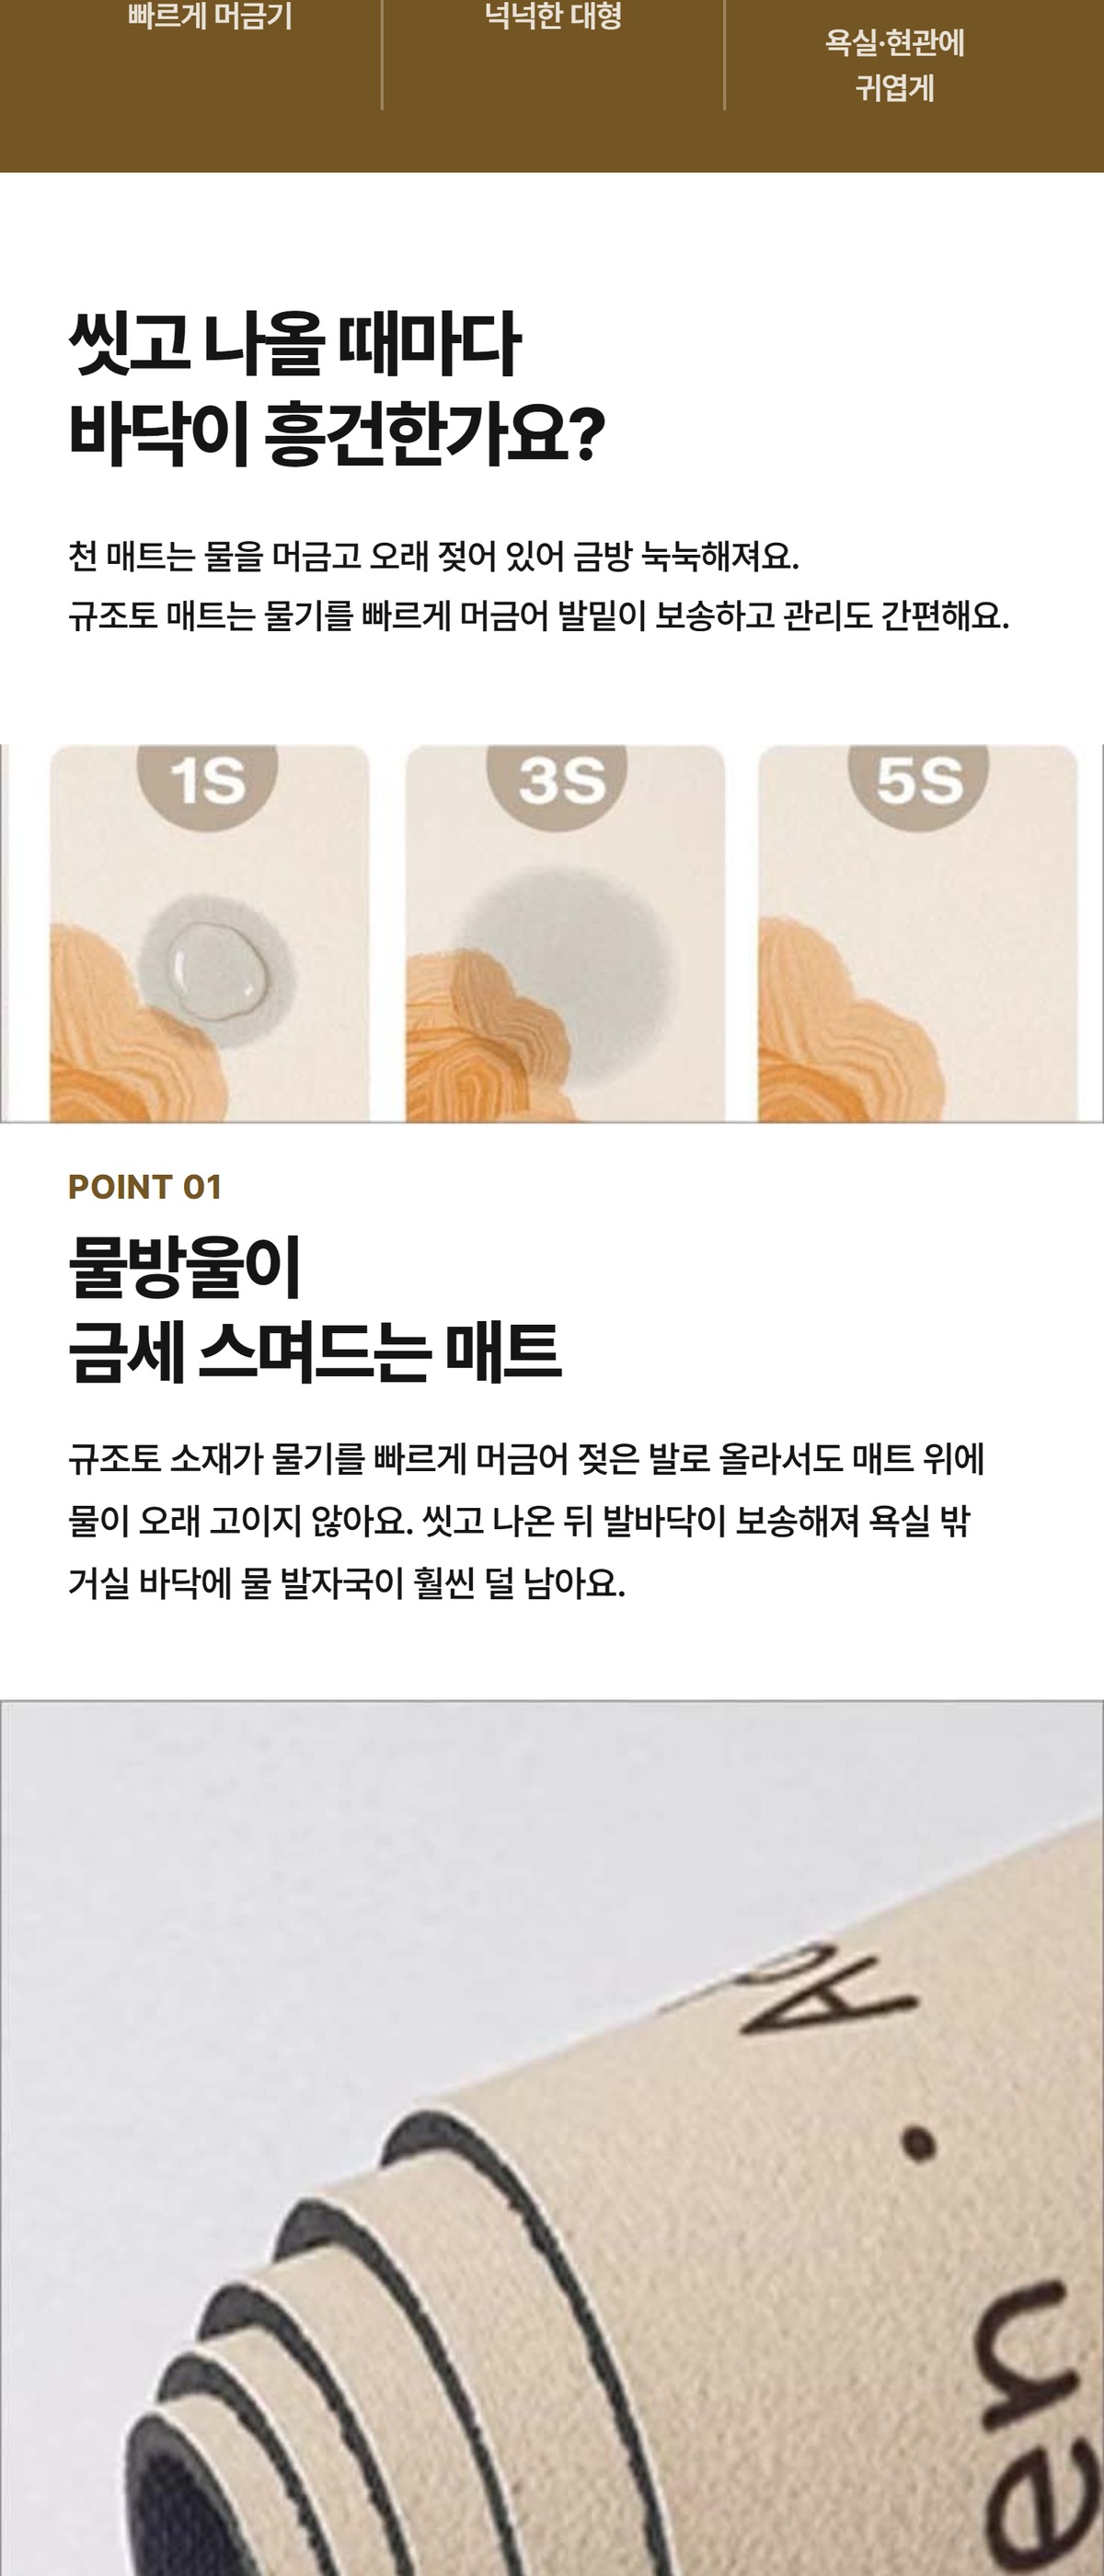 빠르게 머금기
넉넉한 대형
욕실·현관에
귀엽게
씻고 나올 때마다
바닥이 흥건한가요?
천 매트는 물을 머금고 오래 젖어 있어 금방 눅눅해져요.
규조토 매트는 물기를 빠르게 머금어 발밑이 보송하고 관리도 간편해요.
1S
3S
5S
POINT 01
물방울이
금세 스며드는 매트
규조토 소재가 물기를 빠르게 머금어 젖은 발로 올라서도 매트 위에
물이 오래 고이지 않아요. 씻고 나온 뒤 발바닥이 보송해져 욕실 밖
거실 바닥에 물 발자국이 훨씬 덜 남아요.
A
en